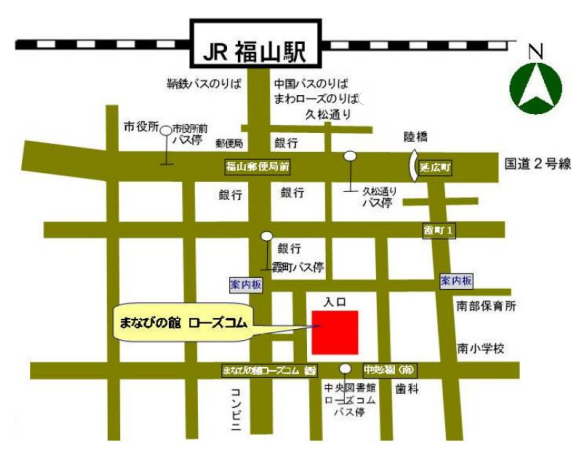 JR 福山駅
N
鞆鉄バスのりば
中国バスのりば
まわローズのりば
久松通り
市役所
市役所前
バス停
郵便局
銀行
陸橋
福山郵便局前
延広町
国道2号線
銀行
銀行
久松通り
バス停
霞町1
銀行
霞町バス停
案内板
案内板
入口
南部保育所
まなびの館 ローズコム
南小学校
まなびの館ローズコム
コンビニ
中央図書館
ローズコム
バス停
歯科